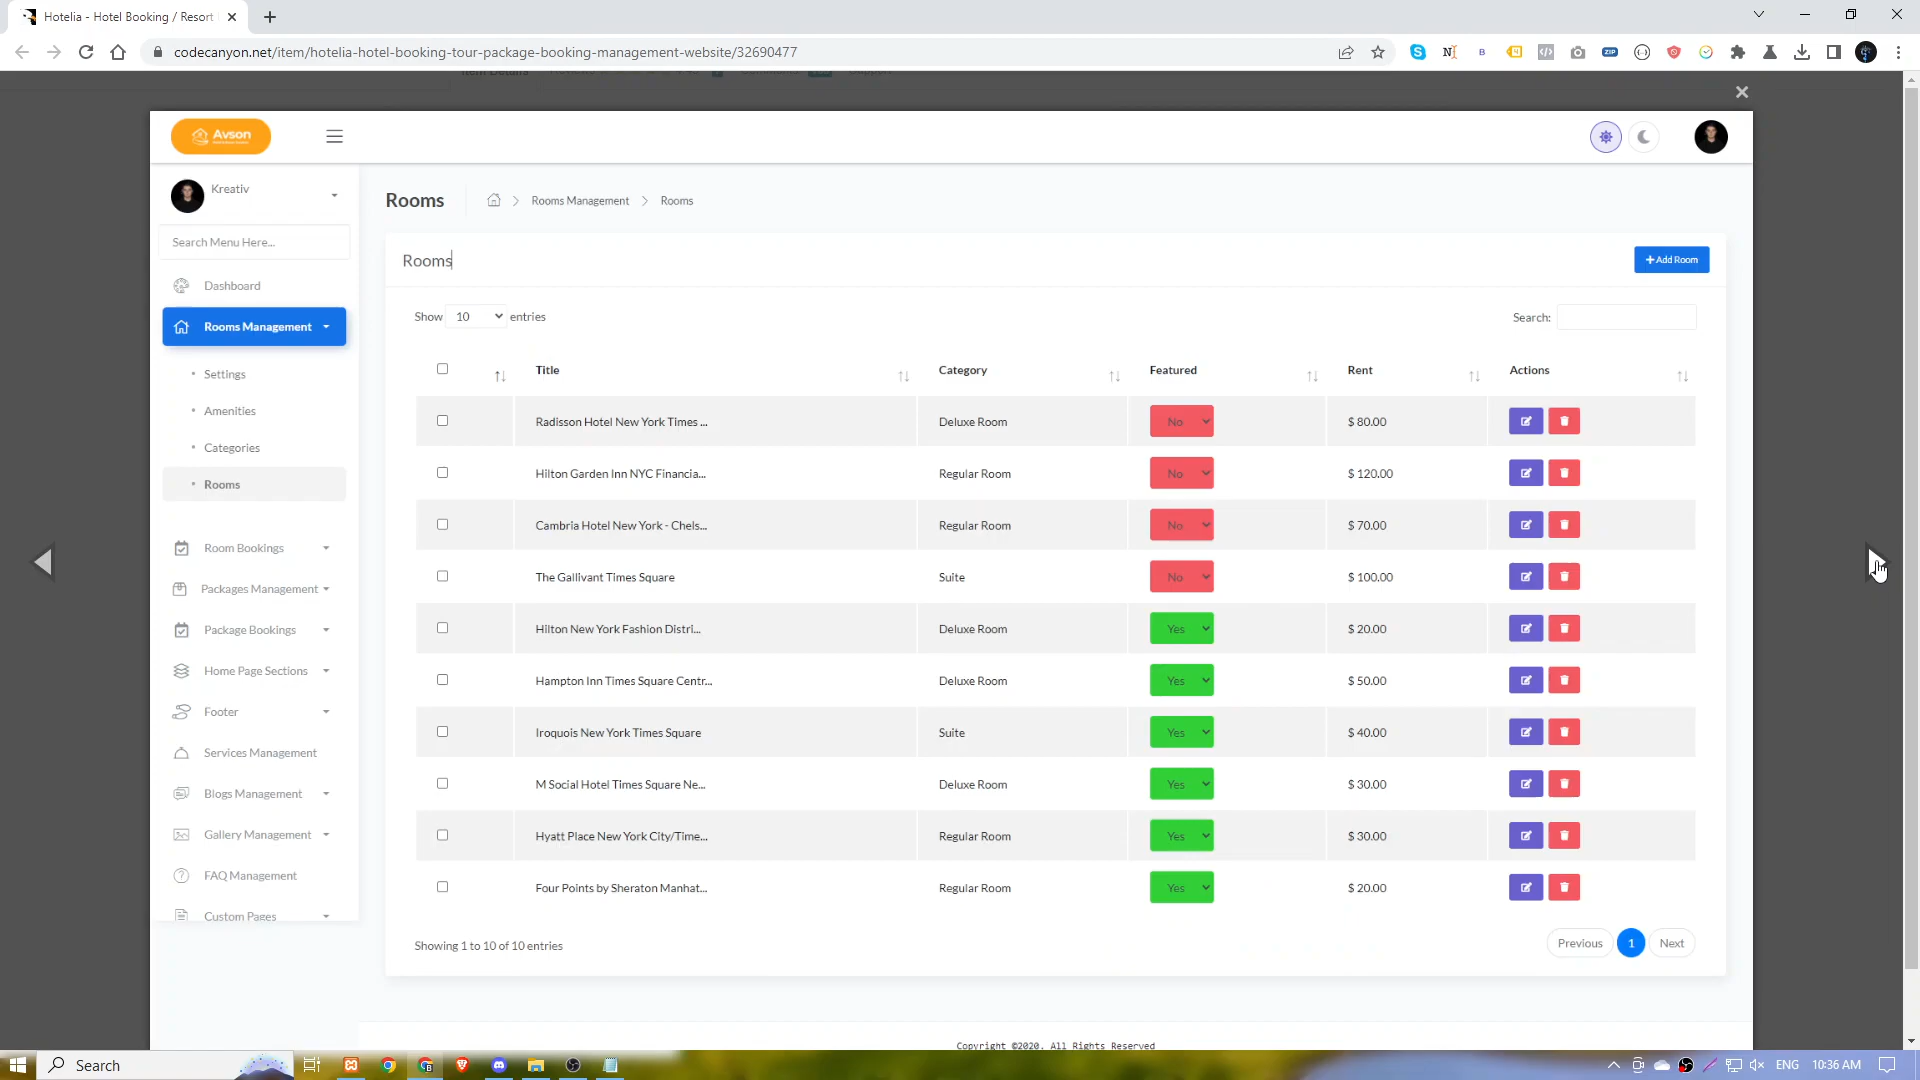 Hotelia - Hotel Booking / Resort
codecanyon.net/item/hotelia-hotel-booking-tour-package-booking-management-website/32690477
Item Details
Avson
Kreativ
Search Menu Here...
Dashboard
Rooms Management
Settings
Amenities
Categories
Rooms
Room Bookings
Packages Management
Package Bookings
Home Page Sections
Footer
Services Management
Blogs Management
Gallery Management
FAQ Management
Custom Pages
Rooms
Rooms Management
Rooms
Rooms
+ Add Room
Show 10 entries
Search:
Title Category Featured Rent Actions
Radisson Hotel New York Times ... Deluxe Room No $ 80.00
Hilton Garden Inn NYC Financia... Regular Room No $ 120.00
Cambria Hotel New York - Chels... Regular Room No $ 70.00
The Gallivant Times Square Suite No $ 100.00
Hilton New York Fashion Distri... Deluxe Room Yes $ 20.00
Hampton Inn Times Square Centr... Deluxe Room Yes $ 50.00
Iroquois New York Times Square Suite Yes $ 40.00
M Social Hotel Times Square Ne... Deluxe Room Yes $ 30.00
Hyatt Place New York City/Time... Regular Room Yes $ 30.00
Four Points by Sheraton Manhat... Regular Room Yes $ 20.00
Showing 1 to 10 of 10 entries
Previous 1 Next
Copyright ©2020. All Rights Reserved
Search
ENG
10:36 AM